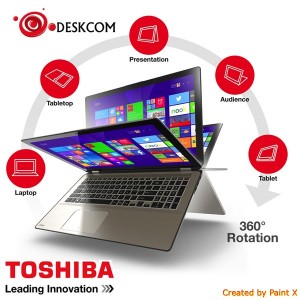 DESKCOM
Presentation
Tabletop
Audience
Laptop
Tablet
360°
Rotation
TOSHIBA
Leading Innovation >>>
Created by Paint X